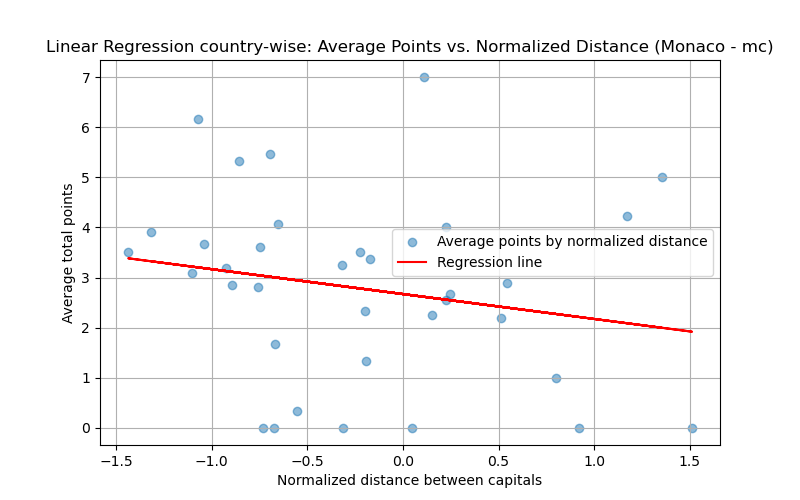 Linear Regression country-wise: Average Points vs. Normalized Distance (Monaco - mc)
Average total points
7
6
5
4
3
2
1
0
Average points by normalized distance
Regression line
−1.5 −1.0 −0.5 0.0 0.5 1.0 1.5
Normalized distance between capitals